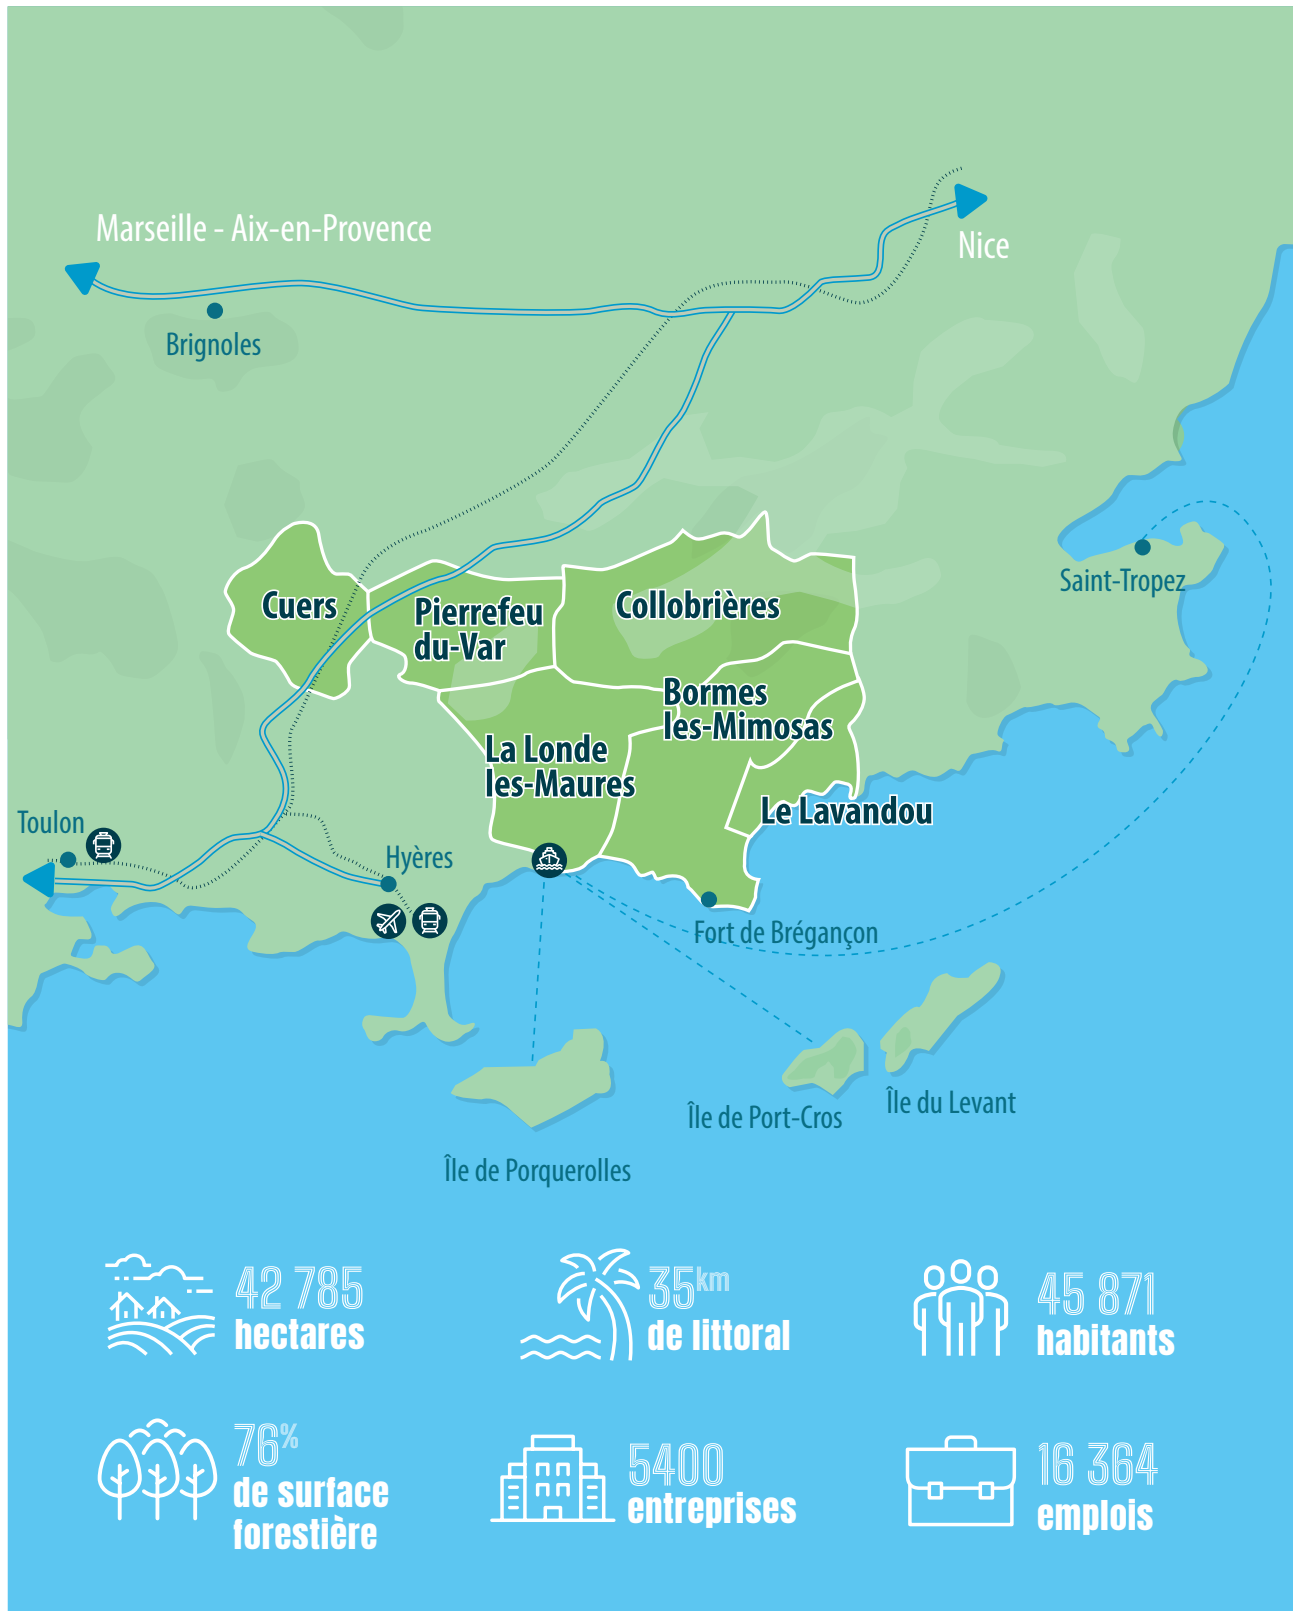 Marseille - Aix-en-Provence
Nice
Brignoles
Saint-Tropez
Cuers
Pierrefeu
du-Var
Collobrières
Bormes
les-Mimosas
La Londe
les-Maures
Le Lavandou
Toulon
Hyères
Fort de Brégançon
Île de Port-Cros
Île du Levant
Île de Porquerolles
42 785
hectares
35km
de littoral
45 871
habitants
76%
de surface
forestière
5400
entreprises
16 364
emplois